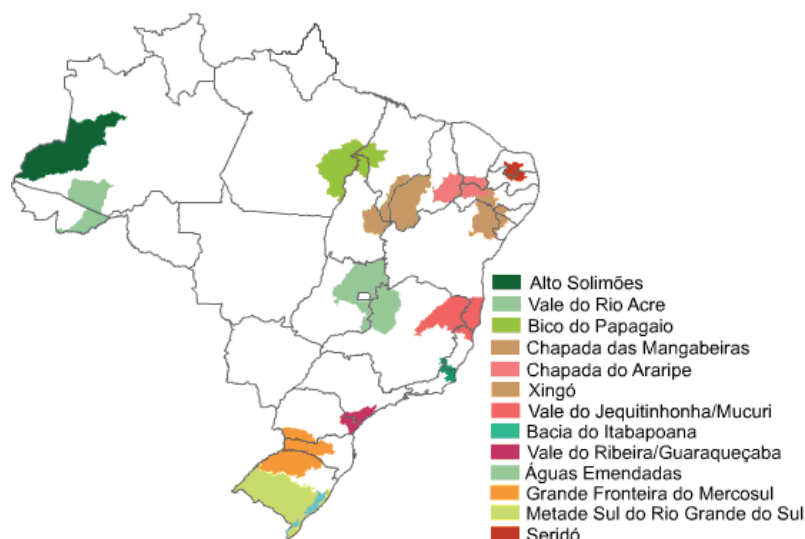 Alto Solimões
Vale do Rio Acre
Bico do Papagaio
Chapada das Mangabeiras
Chapada do Araripe
Xingó
Vale do Jequitinhonha/Mucuri
Bacia do Itabapoana
Vale do Ribeira/Guaraqueçaba
Águas Emendadas
Grande Fronteira do Mercosul
Metade Sul do Rio Grande do Sul
Seridó